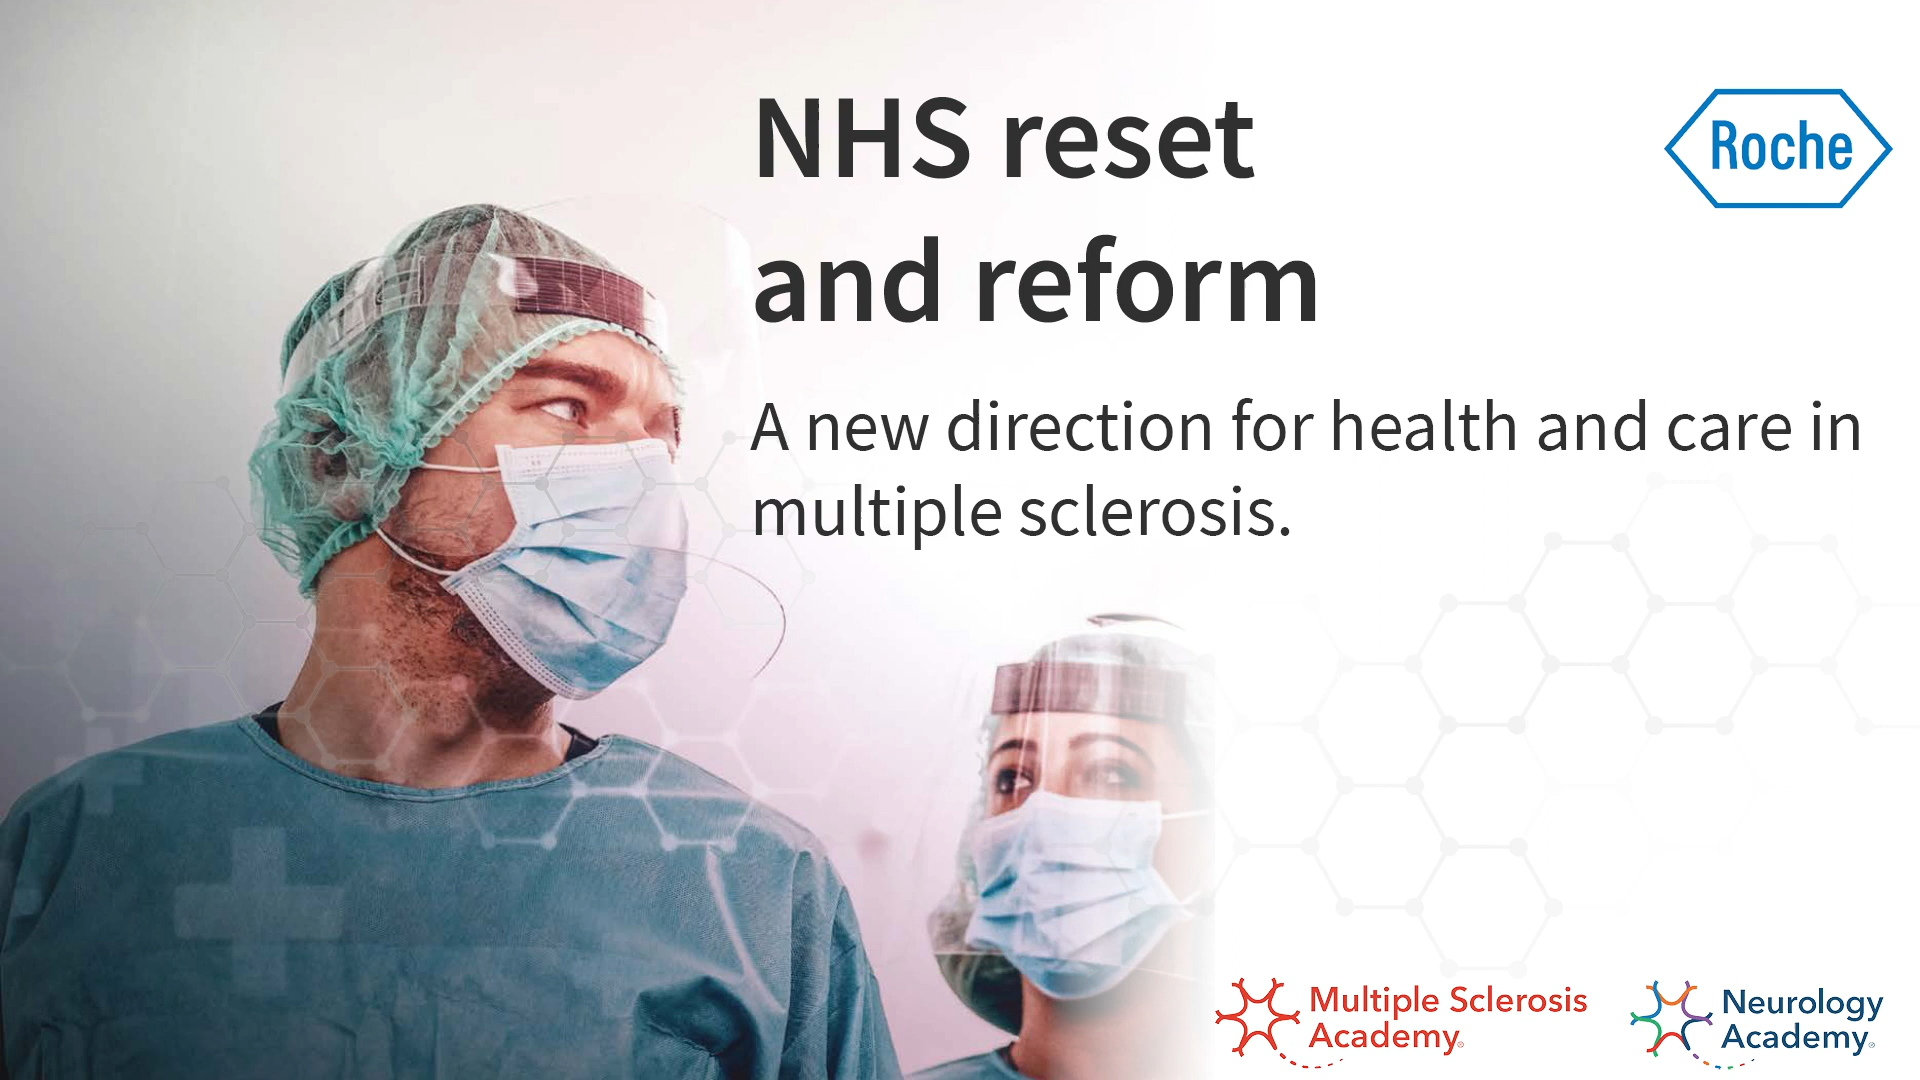 NHS reset
and reform
Roche
A new direction for health and care in
multiple sclerosis.
Multiple Sclerosis
Academy®
Neurology
Academy®